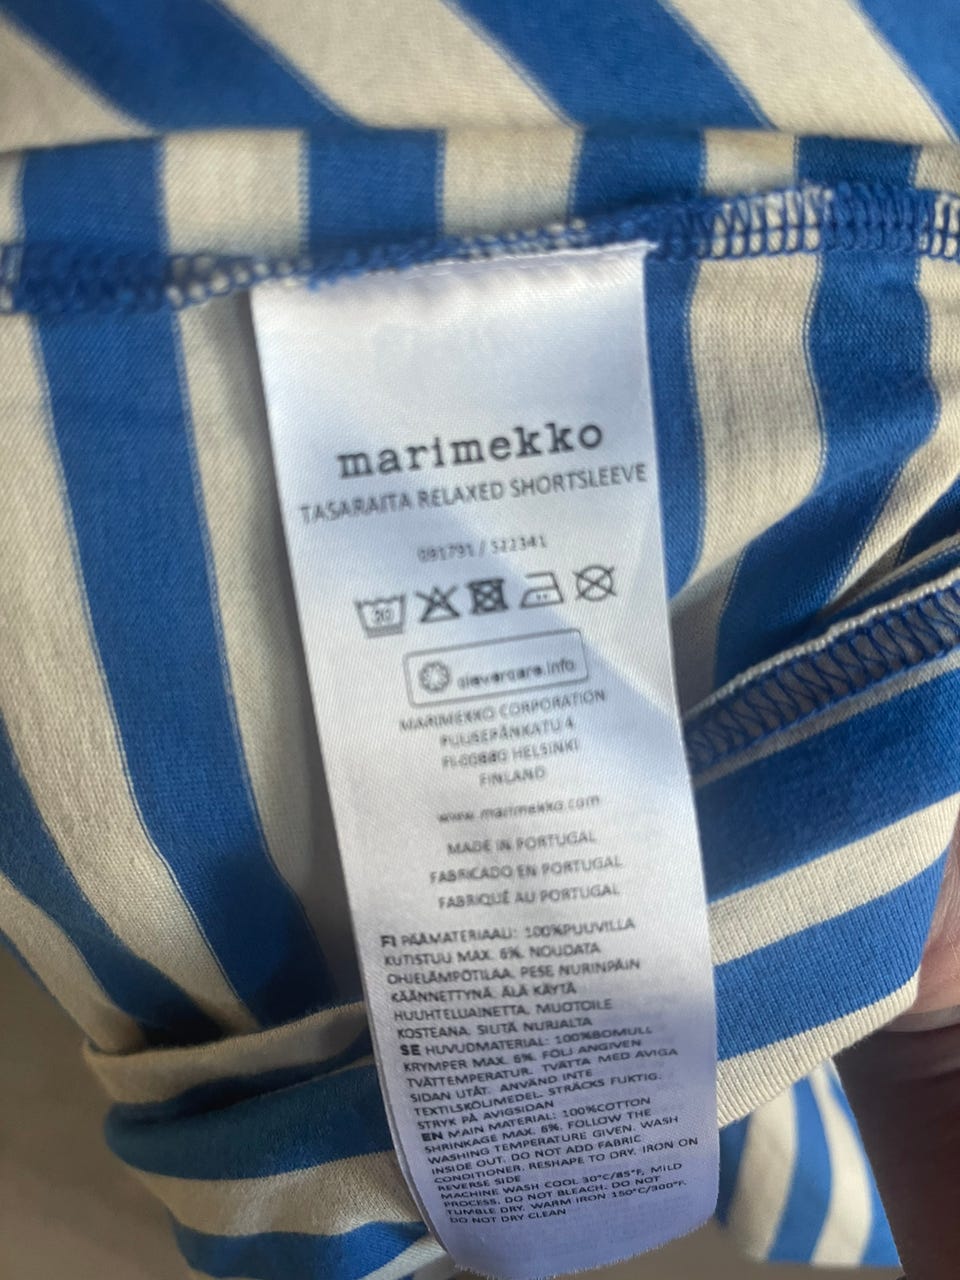 marimekko
TASARAITA RELAXED SHORTSLEEVE
091791 / 522341
30
clevercare.info
MARIMEKKO CORPORATION
PUUSEPÄNKATU 4
FI-00880 HELSINKI
FINLAND
www.marimekko.com
MADE IN PORTUGAL
FABRICADO EN PORTUGAL
FABRIQUÉ AU PORTUGAL
FI PÄÄMATERIAALI: 100%PUUVILLA
KUTISTUU MAX. 6%. NOUDATA
OHJELÄMPÖTILAA. PESE NURINPÄIN
KÄÄNNETTYNÄ. ÄLÄ KÄYTÄ
HUUHTELUAINETTA. MUOTOILE
KOSTEANA. SILITÄ NURJALTA
SE HUVUDMATERIAL: 100%BOMULL
KRYMPER MAX. 6%. FÖLJ ANGIVEN
TVÄTTEMPERATUR. TVÄTTA MED AVIGA
SIDAN UTÅT. ANVÄND INTE
TEXTILSKÖLJMEDEL. STRÄCKS FUKTIG.
STRYK PÅ AVIGSIDAN
EN MAIN MATERIAL: 100%COTTON
SHRINKAGE MAX. 6%. FOLLOW THE
WASHING TEMPERATURE GIVEN. WASH
INSIDE OUT. DO NOT ADD FABRIC
CONDITIONER. RESHAPE TO DRY. IRON ON
REVERSE SIDE
MACHINE WASH COOL 30°C/85°F, MILD
PROCESS. DO NOT BLEACH. DO NOT
TUMBLE DRY. WARM IRON 150°C/300°F.
DO NOT DRY CLEAN